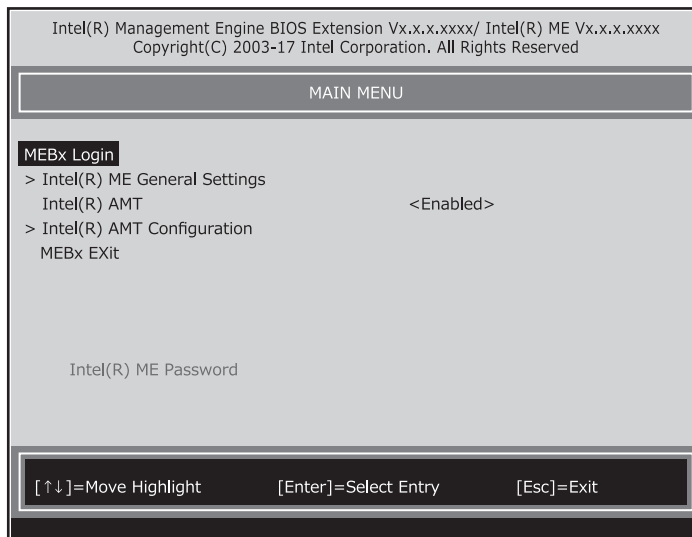 Intel(R) Management Engine BIOS Extension Vx.x.x.xxxx/ Intel(R) ME Vx.x.x.xxxx
Copyright(C) 2003-17 Intel Corporation. All Rights Reserved
MAIN MENU
MEBx Login
> Intel(R) ME General Settings
Intel(R) AMT <Enabled>
> Intel(R) AMT Configuration
MEBx EXit
Intel(R) ME Password
[↑↓]=Move Highlight [Enter]=Select Entry [Esc]=Exit